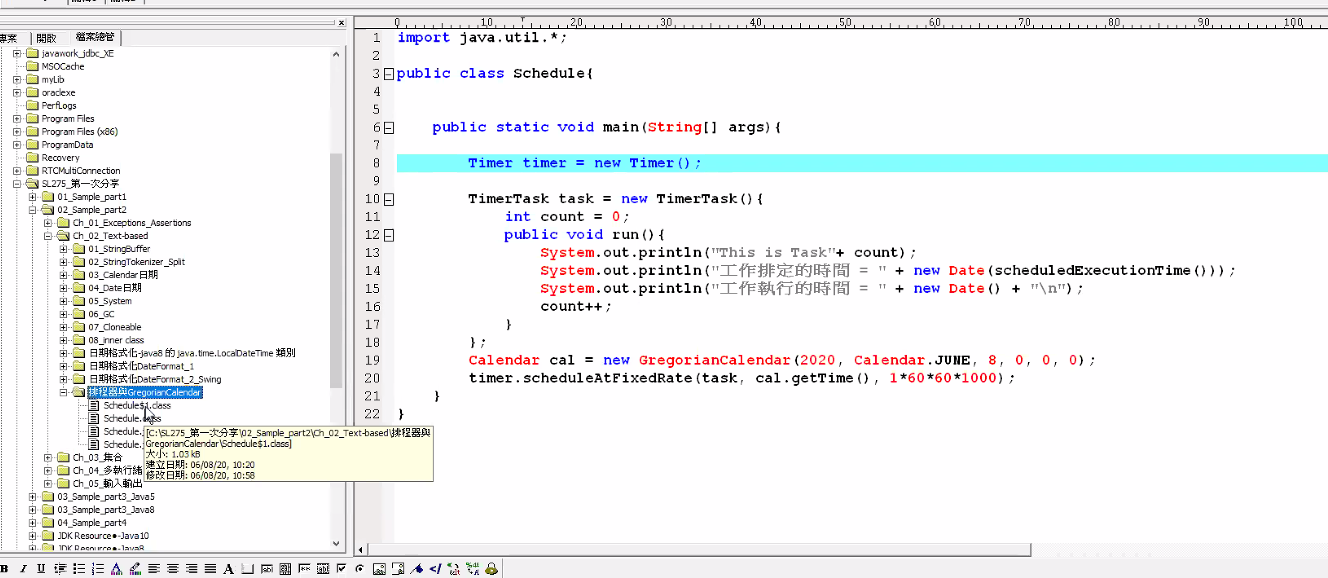 專案
開啟
檔案總管
javawork_jdbc_XE
MSOCache
myLib
oraclexe
PerfLogs
Program Files
Program Files (x86)
ProgramData
Recovery
RTCMultiConnection
SL275_第一次分享
01_Sample_part1
02_Sample_part2
Ch_01_Exceptions_Assertions
Ch_02_Text-based
01_StringBuffer
02_StringTokenizer_Split
03_Calendar日期
04_Date日期
05_System
06_GC
07_Cloneable
08_inner class
日期格式化-java8 的 java.time.LocalDateTime 類別
日期格式化DateFormat_1
日期格式化DateFormat_2_Swing
排程器與GregorianCalendar
Schedule$1.class
Schedule.class
Schedule.
Schedule.
[C:\SL275_第一次分享\02_Sample_part2\Ch_02_Text-based\排程器與
GregorianCalendar\Schedule$1.class]
大小: 1.03 kB
建立日期: 06/08/20, 10:20
修改日期: 06/08/20, 10:58
Ch_03_集合
Ch_04_多執行緒
Ch_05_輸入輸出
03_Sample_part3_Java5
03_Sample_part3_Java8
04_Sample_part4
JDK Resource●-Java10
JDK Resource●-Java8
0 10 20 30 40 50 60 70 80 90 100
1 import java.util.*;
2
3 public class Schedule{
4
5
6 public static void main(String[] args){
7
8 Timer timer = new Timer();
9
10 TimerTask task = new TimerTask(){
11 int count = 0;
12 public void run(){
13 System.out.println("This is Task"+ count);
14 System.out.println("工作排定的時間 = " + new Date(scheduledExecutionTime()));
15 System.out.println("工作執行的時間 = " + new Date() + "\n");
16 count++;
17 }
18 };
19 Calendar cal = new GregorianCalendar(2020, Calendar.JUNE, 8, 0, 0, 0);
20 timer.scheduleAtFixedRate(task, cal.getTime(), 1*60*60*1000);
21 }
22 }
B I U A A </